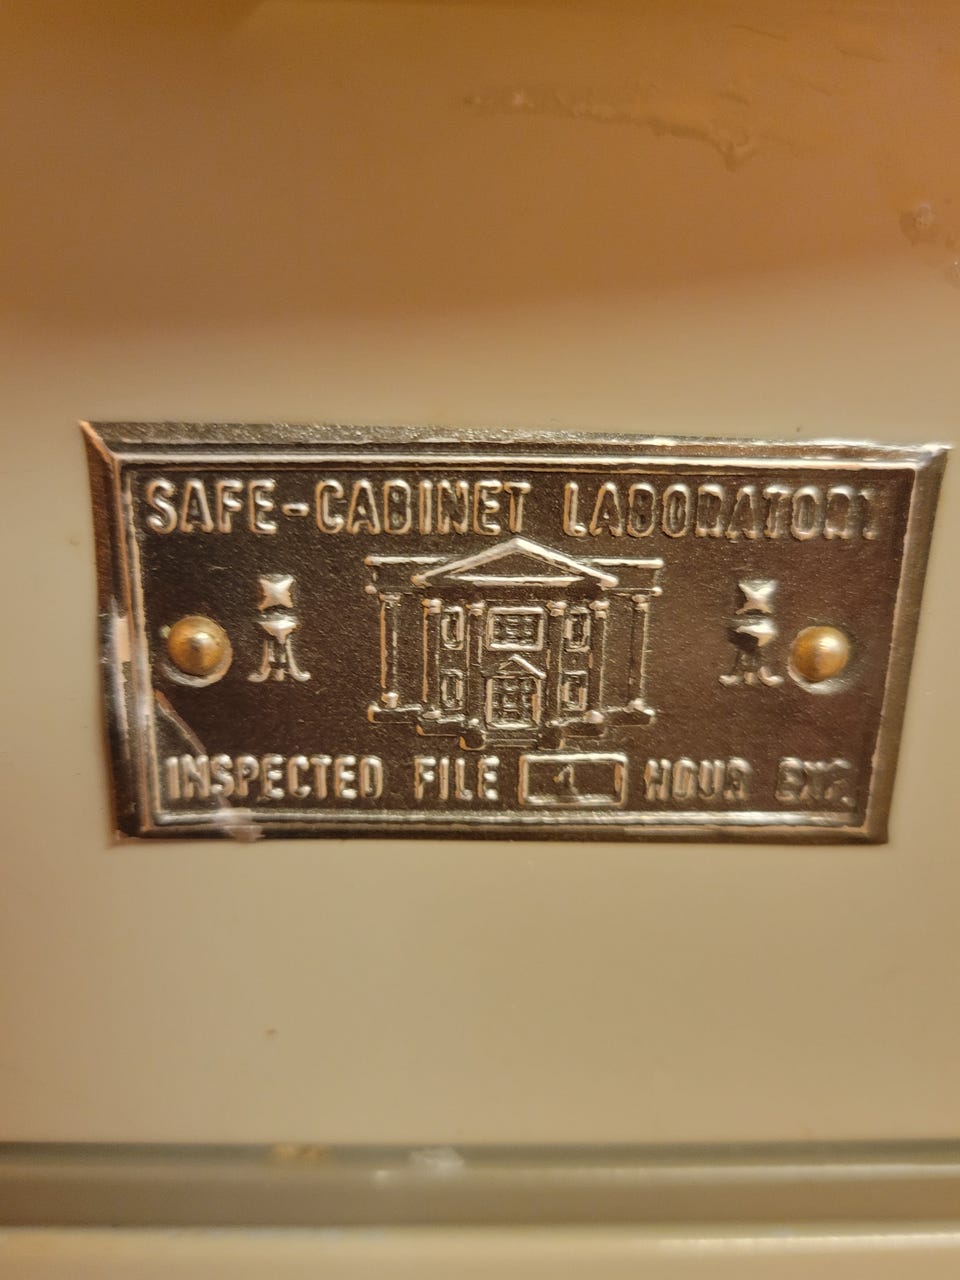 SAFE-CABINET LABORATORY
INSPECTED FILE 1 HOUR EXP.